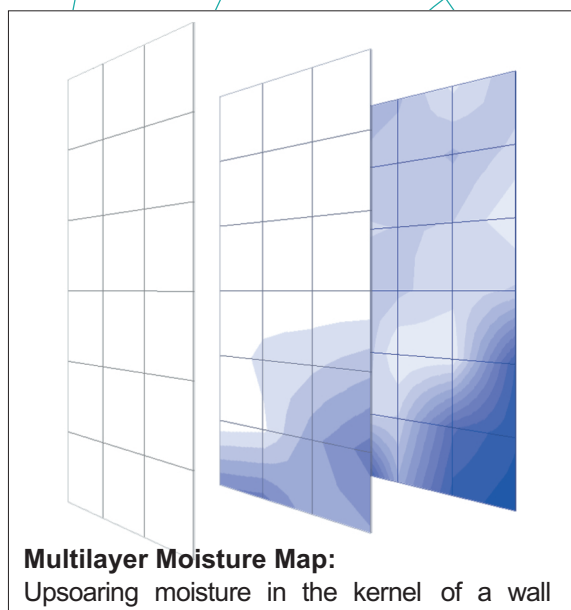 Multilayer Moisture Map:
Upsoaring moisture in the kernel of a wall